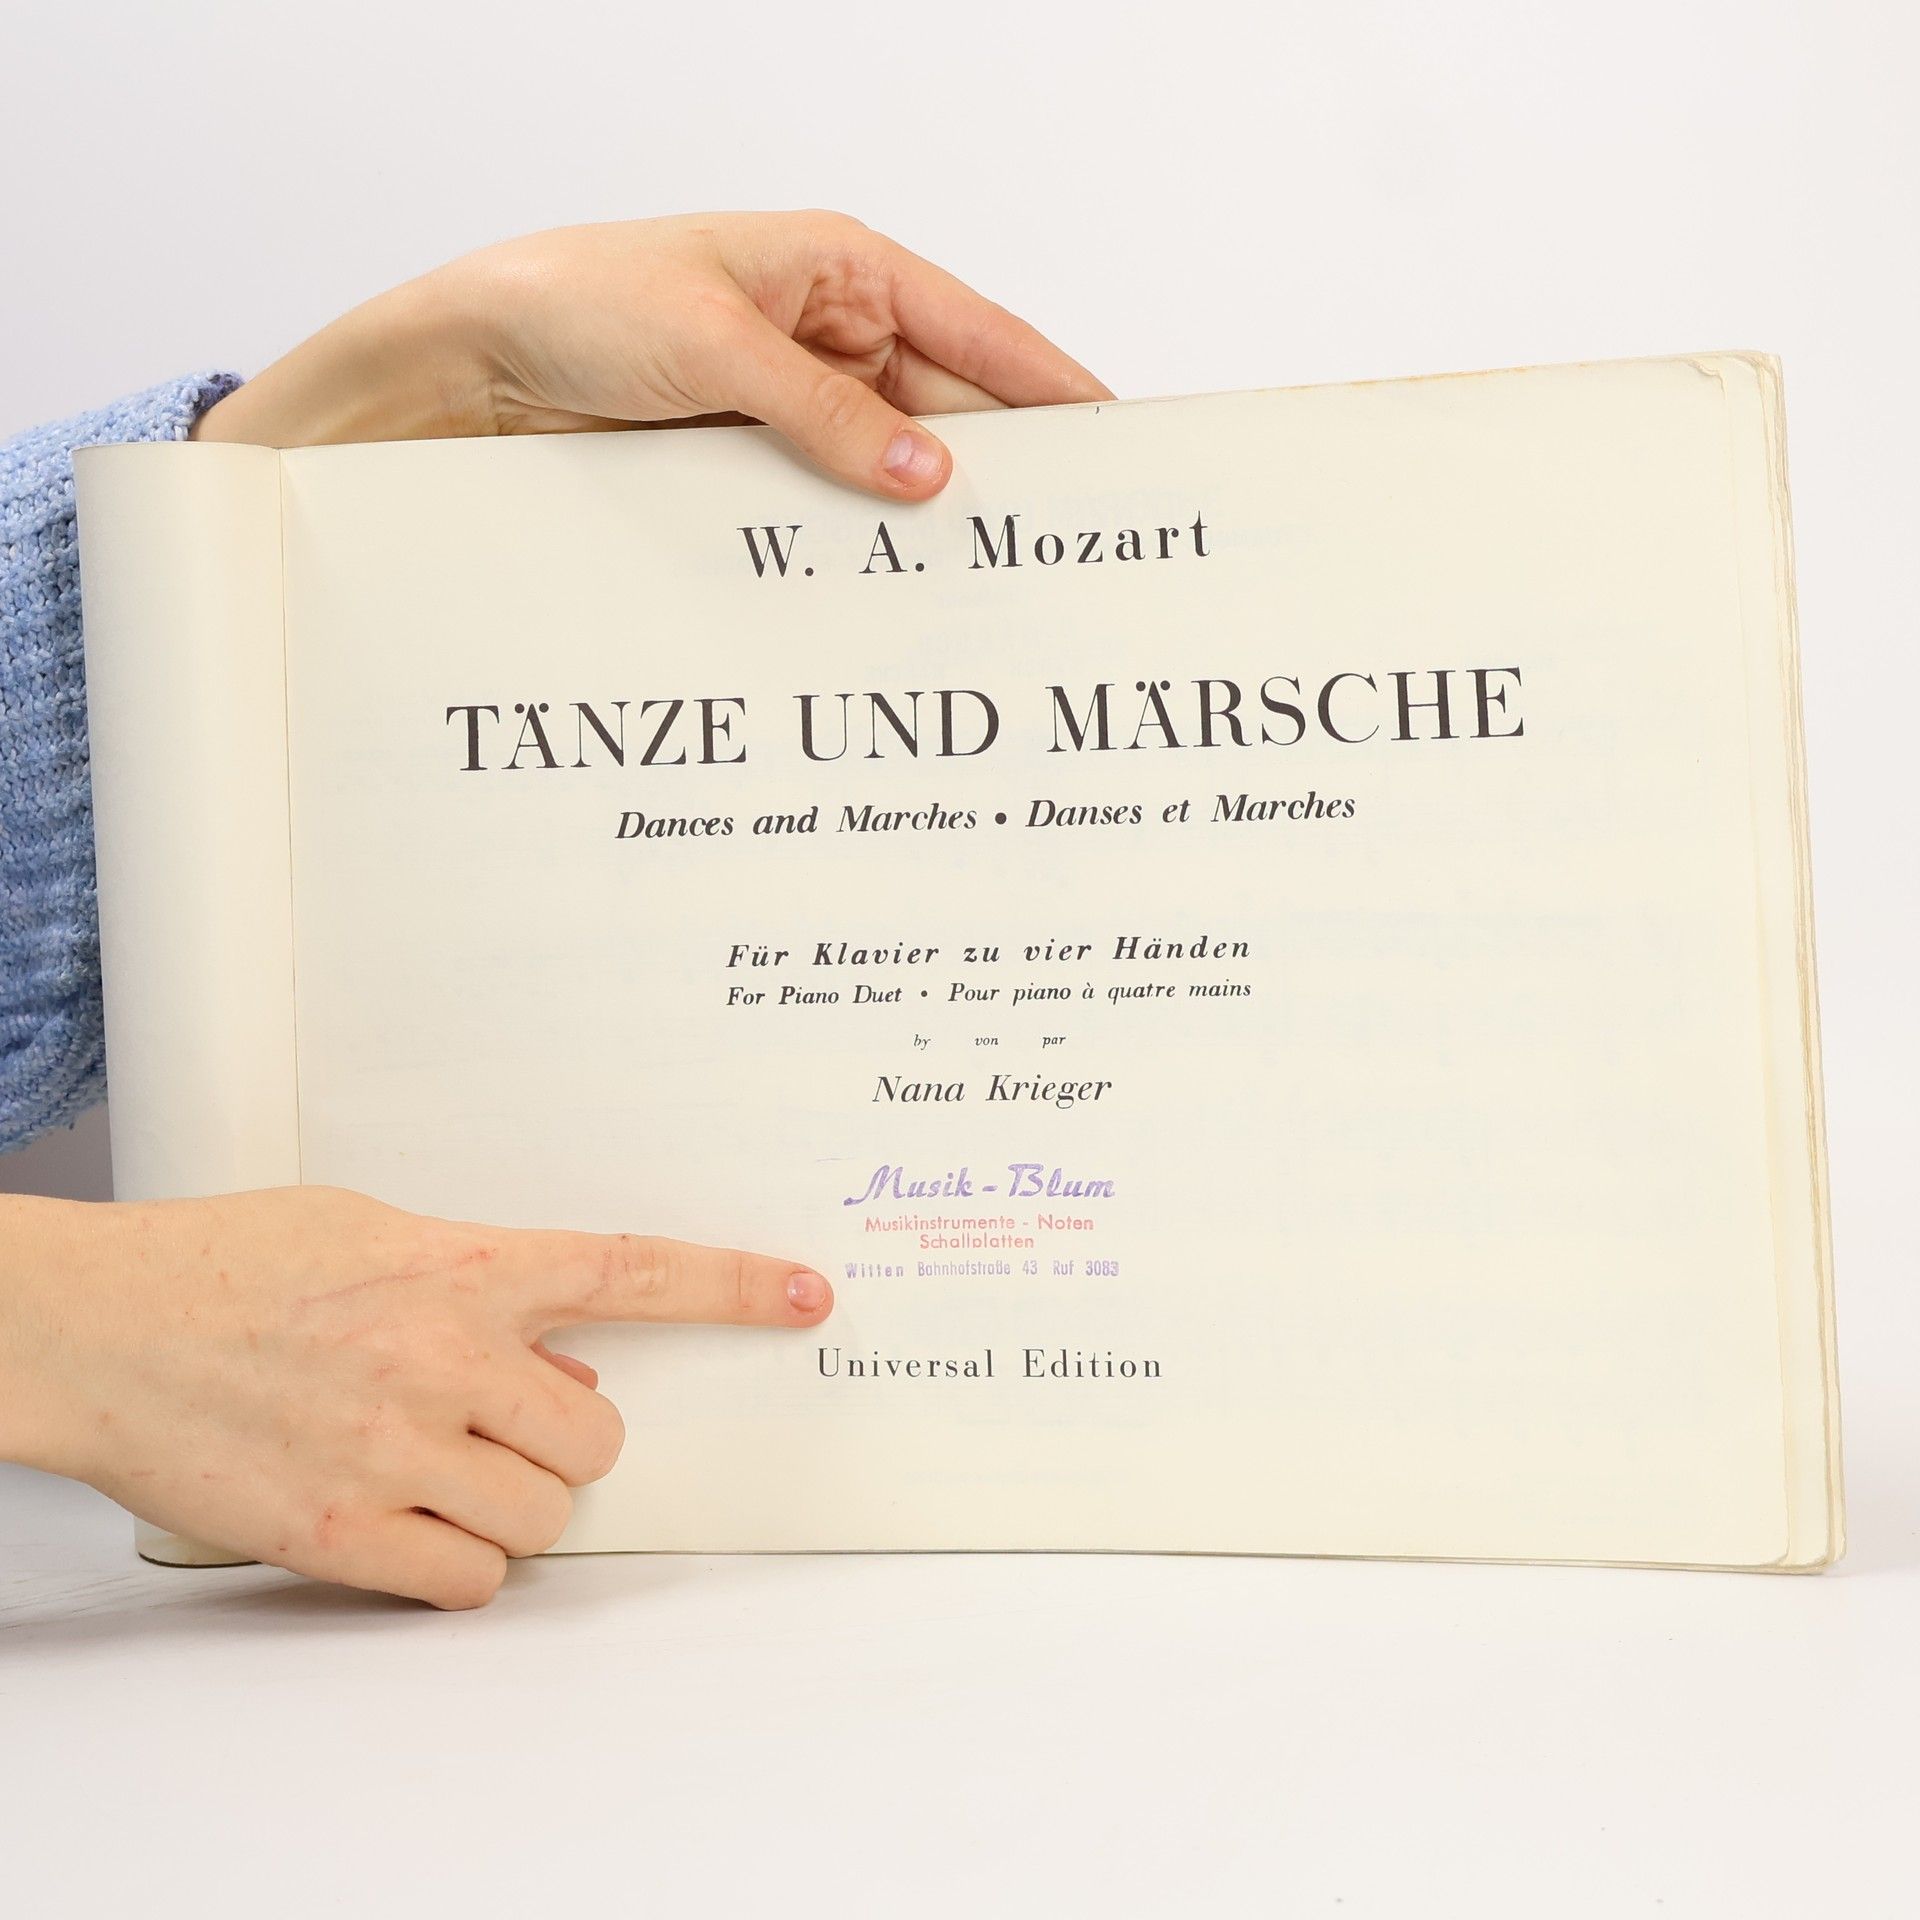 W. A. Mozart
TÄNZE UND MÄRSCHE
Dances and Marches • Danses et Marches
Für Klavier zu vier Händen
For Piano Duet • Pour piano à quatre mains
by von par
Nana Krieger
Musik - Blum
Musikinstrumente - Noten
Schallplatten
Witten Bahnhofstraße 43 Ruf 3083
Universal Edition